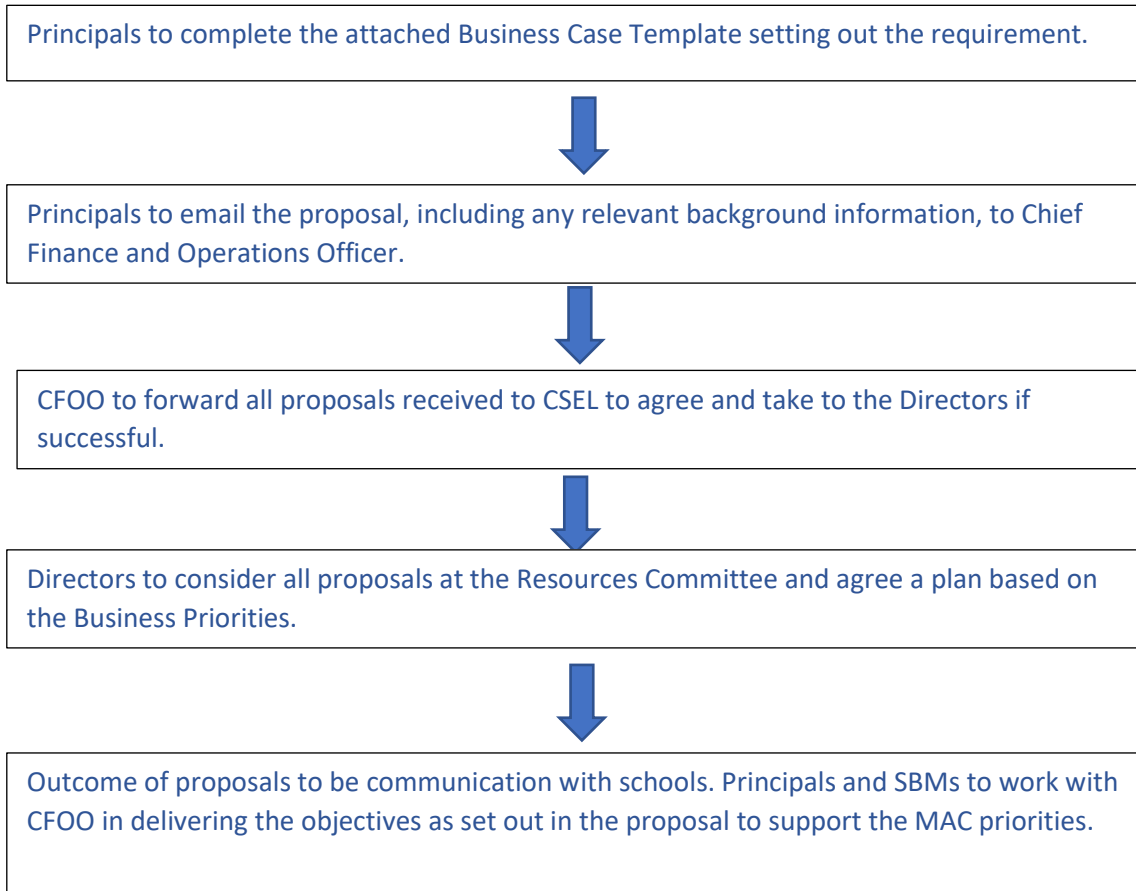 Principals to complete the attached Business Case Template setting out the requirement.
Principals to email the proposal, including any relevant background information, to Chief
Finance and Operations Officer.
CFOO to forward all proposals received to CSEL to agree and take to the Directors if
successful.
Directors to consider all proposals at the Resources Committee and agree a plan based on
the Business Priorities.
Outcome of proposals to be communication with schools. Principals and SBMs to work with
CFOO in delivering the objectives as set out in the proposal to support the MAC priorities.